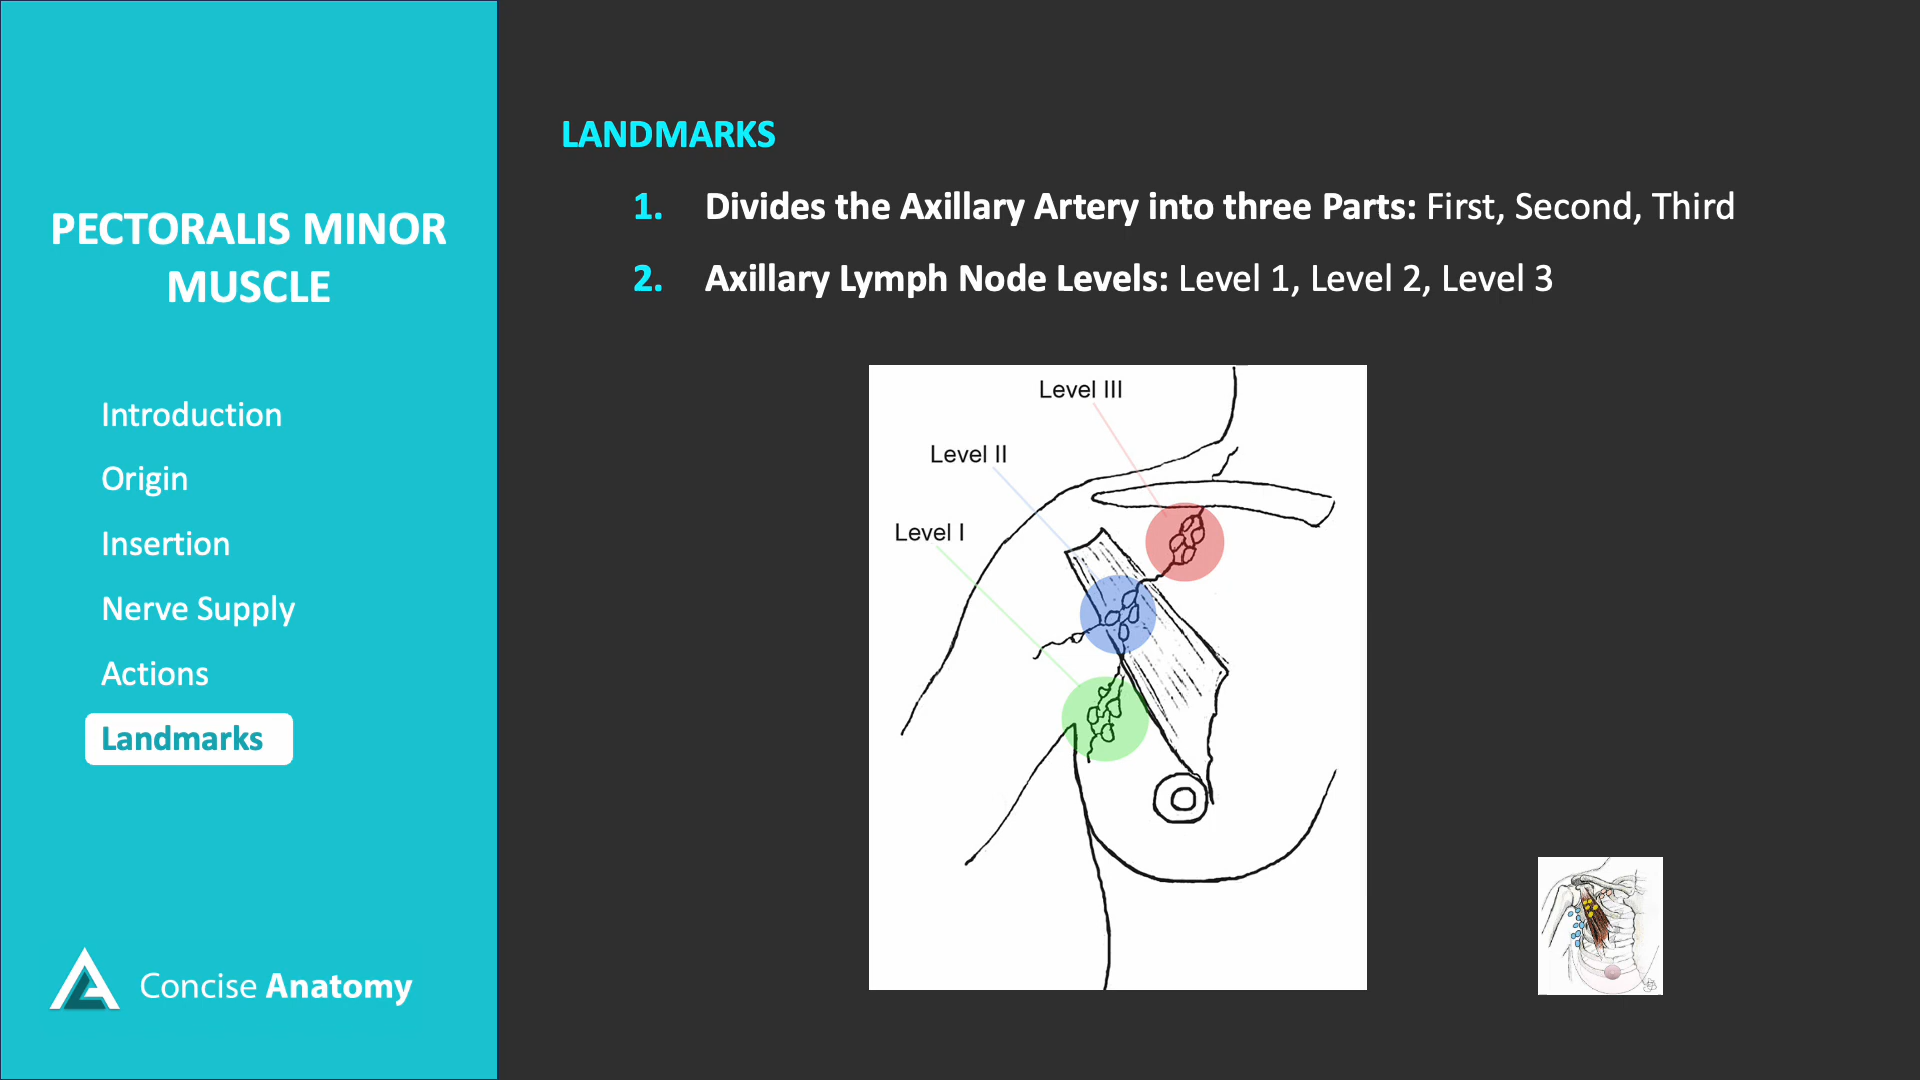 PECTORALIS MINOR
MUSCLE
Introduction
Origin
Insertion
Nerve Supply
Actions
Landmarks
Concise Anatomy
LANDMARKS
1. Divides the Axillary Artery into three Parts: First, Second, Third
2. Axillary Lymph Node Levels: Level 1, Level 2, Level 3
Level III
Level II
Level I